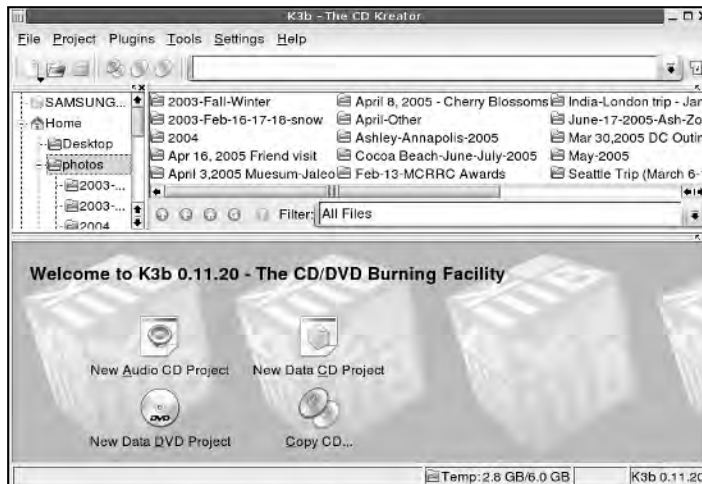 K3b - The CD Kreator
File Project Plugins Tools Settings Help
SAMSUNG...
Home
Desktop
photos
2003-...
2003-...
2004
2003-Fall-Winter April 8, 2005 - Cherry Blossoms India-London trip - Jan
2003-Feb-16-17-18-snow April-Other June-17-2005-Ash-Zo
2004 Ashley-Annapolis-2005 Mar 30,2005 DC Outin
Apr 16, 2005 Friend visit Cocoa Beach-June-July-2005 May-2005
April 3,2005 Muesum-Jaleo Feb-13-MCRRC Awards Seattle Trip (March 6-
Filter: All Files
Welcome to K3b 0.11.20 - The CD/DVD Burning Facility
New Audio CD Project New Data CD Project
DVD
New Data DVD Project Copy CD...
Temp: 2.8 GB/6.0 GB K3b 0.11.20